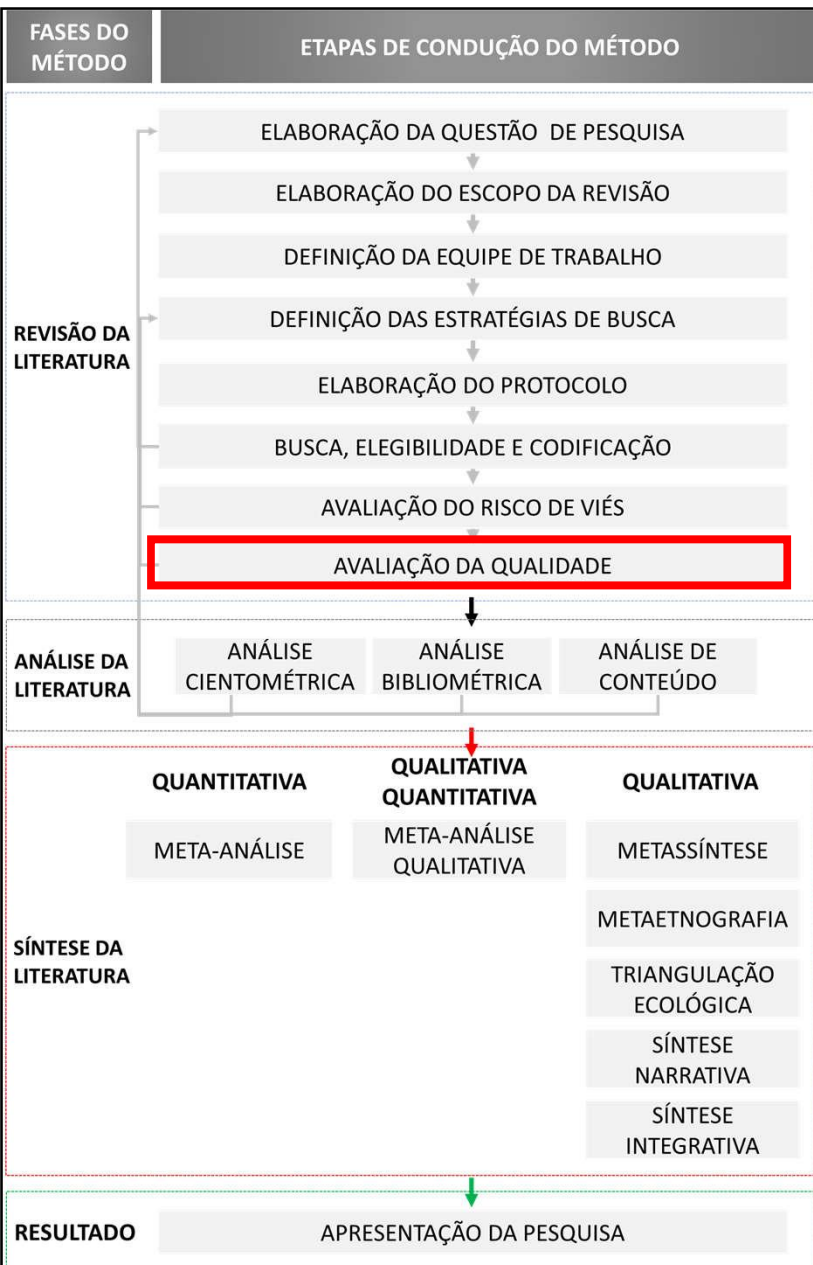 FASES DO
MÉTODO
ETAPAS DE CONDUÇÃO DO MÉTODO
REVISÃO DA
LITERATURA
ELABORAÇÃO DA QUESTÃO DE PESQUISA
ELABORAÇÃO DO ESCOPO DA REVISÃO
DEFINIÇÃO DA EQUIPE DE TRABALHO
DEFINIÇÃO DAS ESTRATÉGIAS DE BUSCA
ELABORAÇÃO DO PROTOCOLO
BUSCA, ELEGIBILIDADE E CODIFICAÇÃO
AVALIAÇÃO DO RISCO DE VIÉS
AVALIAÇÃO DA QUALIDADE
ANÁLISE DA
LITERATURA
ANÁLISE
CIENTOMÉTRICA
ANÁLISE
BIBLIOMÉTRICA
ANÁLISE DE
CONTEÚDO
SÍNTESE DA
LITERATURA
QUANTITATIVA
META-ANÁLISE
QUALITATIVA
QUANTITATIVA
META-ANÁLISE
QUALITATIVA
QUALITATIVA
METASSÍNTESE
METAETNOGRAFIA
TRIANGULAÇÃO
ECOLÓGICA
SÍNTESE
NARRATIVA
SÍNTESE
INTEGRATIVA
RESULTADO
APRESENTAÇÃO DA PESQUISA